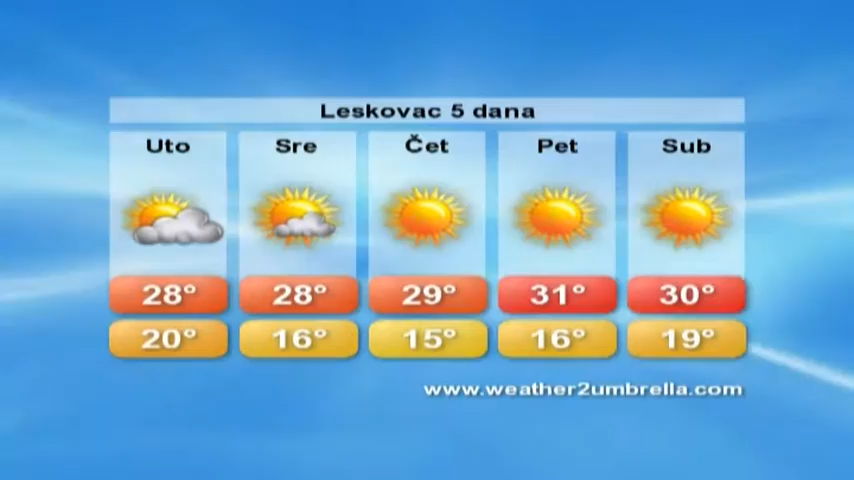 Leskovac 5 dana
Uto Sre Čet Pet Sub
28° 28° 29° 31° 30°
20° 16° 15° 16° 19°
www.weather2umbrella.com